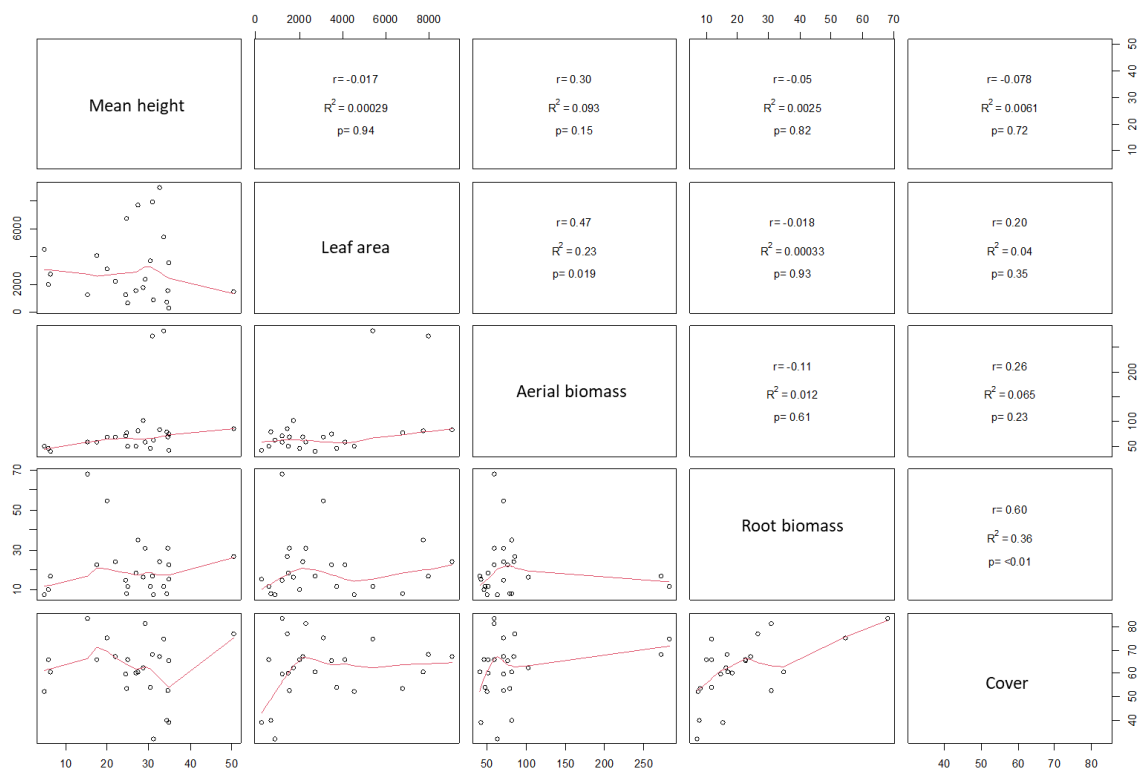 0 2000 4000 6000 8000
10 20 30 40 50 60 70
Mean height
r= -0.017
R² = 0.00029
p= 0.94
r= 0.30
R² = 0.093
p= 0.15
r= -0.05
R² = 0.0025
p= 0.82
r= -0.078
R² = 0.0061
p= 0.72
10 20 30 40 50
0 2000 6000
Leaf area
r= 0.47
R² = 0.23
p= 0.019
r= -0.018
R² = 0.00033
p= 0.93
r= 0.20
R² = 0.04
p= 0.35
Aerial biomass
r= -0.11
R² = 0.012
p= 0.61
r= 0.26
R² = 0.065
p= 0.23
50 100 200
10 30 50 70
Root biomass
r= 0.60
R² = 0.36
p= <0.01
Cover
40 50 60 70 80
10 20 30 40 50
50 100 150 200 250
40 50 60 70 80